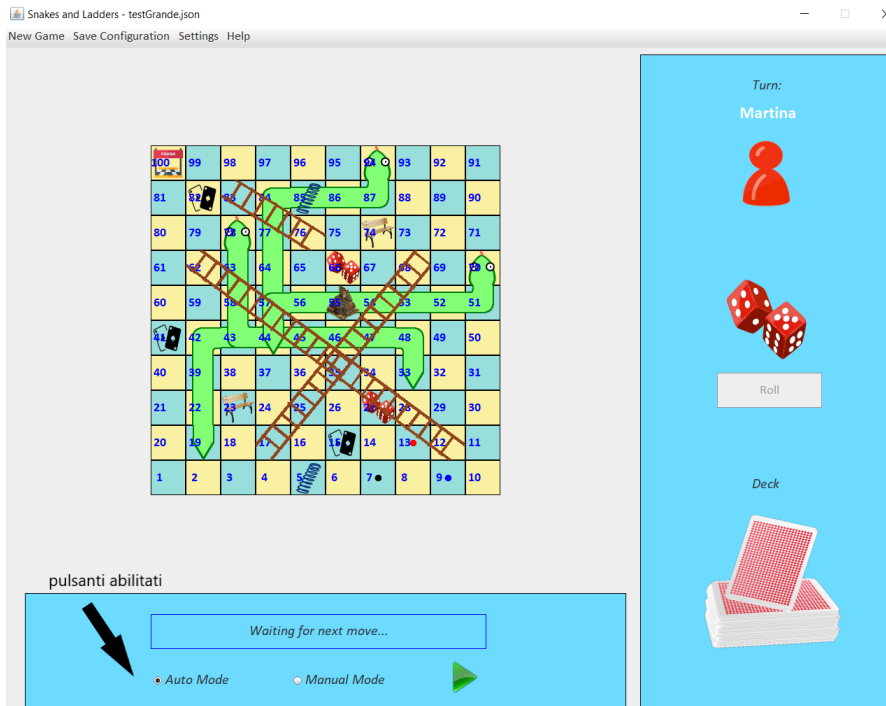 Snakes and Ladders - testGrande.json
New Game Save Configuration Settings Help
100 99 98 97 96 95 94 93 92 91
81 82 83 84 85 86 87 88 89 90
80 79 78 77 76 75 74 73 72 71
61 62 63 64 65 66 67 68 69 70
60 59 58 57 56 55 54 53 52 51
41 42 43 44 45 46 47 48 49 50
40 39 38 37 36 35 34 33 32 31
21 22 23 24 25 26 27 28 29 30
20 19 18 17 16 15 14 13 12 11
1 2 3 4 5 6 7 8 9 10
pulsanti abilitati
Waiting for next move...
Auto Mode Manual Mode
Turn:
Martina
Roll
Deck